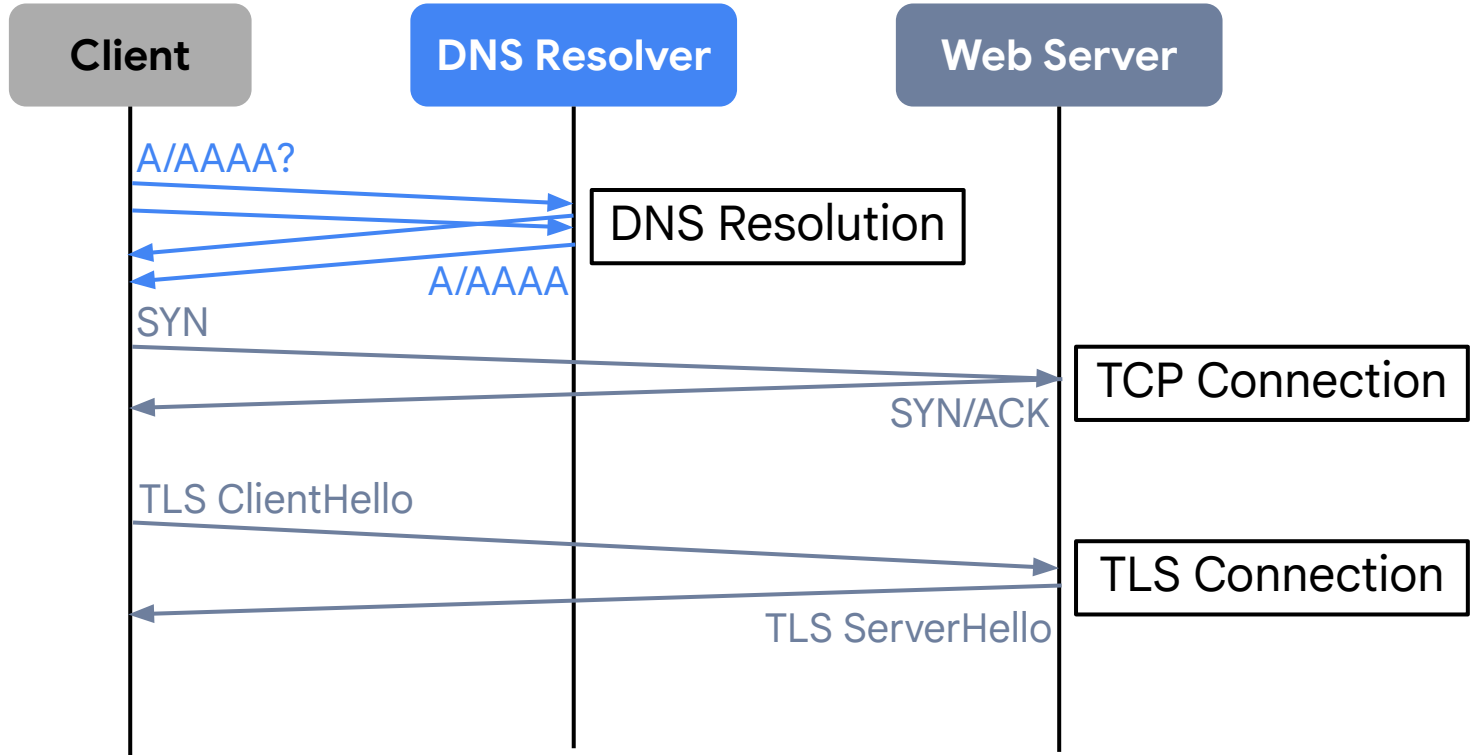 Client
DNS Resolver
Web Server
A/AAAA?
DNS Resolution
A/AAAA
SYN
TCP Connection
SYN/ACK
TLS ClientHello
TLS Connection
TLS ServerHello